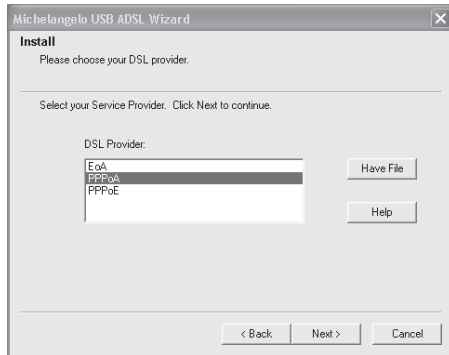 Michelangelo USB ADSL Wizard
Install
Please choose your DSL provider.
Select your Service Provider. Click Next to continue.
DSL Provider:
EoA
PPPoA
PPPoE
Have File
Help
< Back
Next >
Cancel